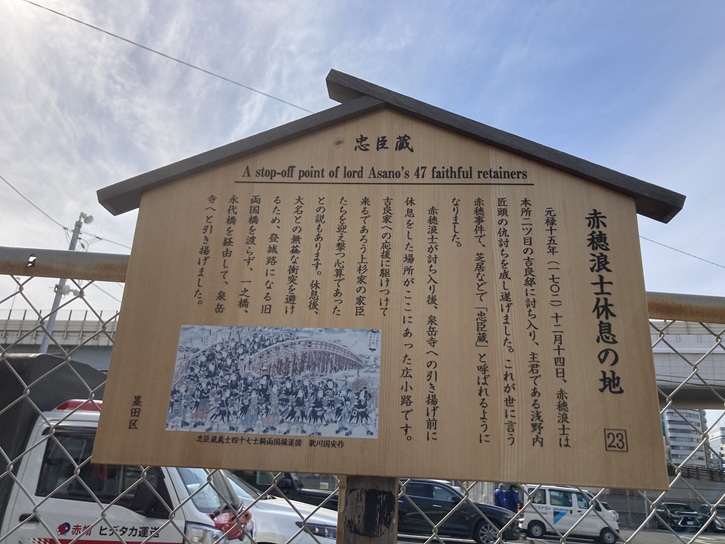 忠臣蔵
A stop-off point of lord Asano's 47 faithful retainers
赤穂浪士休息の地
23
元禄十五年（一七〇二）十二月十四日、赤穂浪士は
本所二ツ目の吉良邸に討ち入り、主君である浅野内
匠頭の仇討ちを成し遂げました。これが世に言う
赤穂事件で、芝居などで「忠臣蔵」と呼ばれるように
なりました。
赤穂浪士が討ち入り後、泉岳寺への引き揚げ前に
休息をした場所がここにあった広小路です。
吉良家への応援に駆けつけて
来るであろう上杉家の家臣
たちを迎え撃つ心算であった
との説もあります。休息後、
大名との無益な衝突を避け
るため、登城路になる旧
両国橋を渡らず、一之橋、
永代橋を経由して、泉岳
寺へと引き揚げました。
忠臣蔵義士四十七士勢両国揃退図 歌川国安作
墨田区
赤帽 ヒデタカ運送